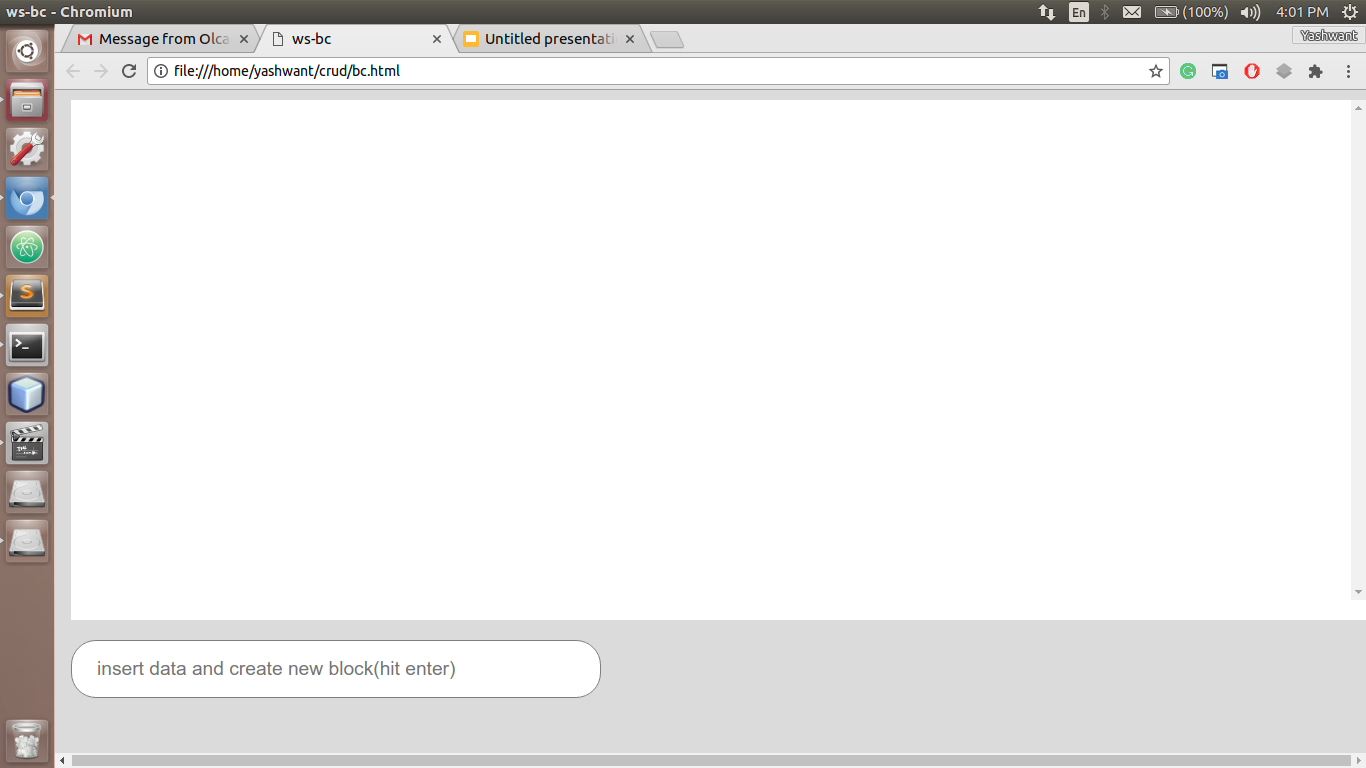 ws-bc - Chromium
En
(100%)
4:01 PM
Yashwant
Message from Olca
ws-bc
Untitled presentati
file:///home/yashwant/crud/bc.html
insert data and create new block(hit enter)